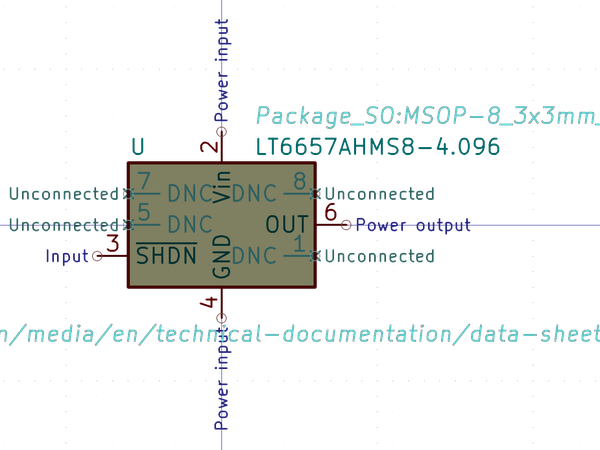 Power input
Package_SO:MSOP-8_3x3mm_
U
LT6657AHMS8-4.096
2
Vin
Unconnected 7 DNC DNC 8 Unconnected
Unconnected 5 DNC OUT 6 Power output
Input 3 SHDN GND DNC 1 Unconnected
4
n/media/en/technical-documentation/data-sheet
Power input